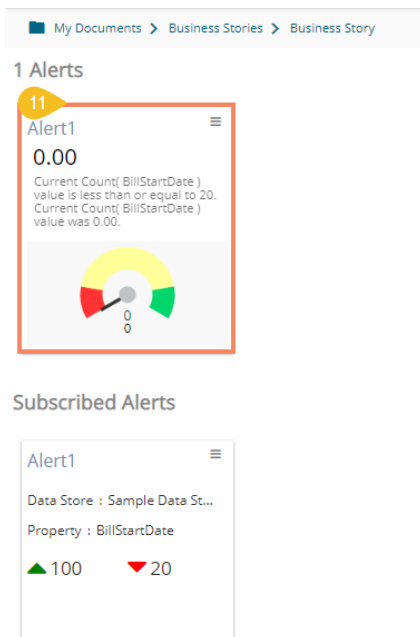 My Documents > Business Stories > Business Story
1 Alerts
11
Alert1
0.00
Current Count( BillStartDate )
value is less than or equal to 20.
Current Count( BillStartDate )
value was 0.00.
0
0
Subscribed Alerts
Alert1
Data Store : Sample Data St...
Property : BillStartDate
100 20